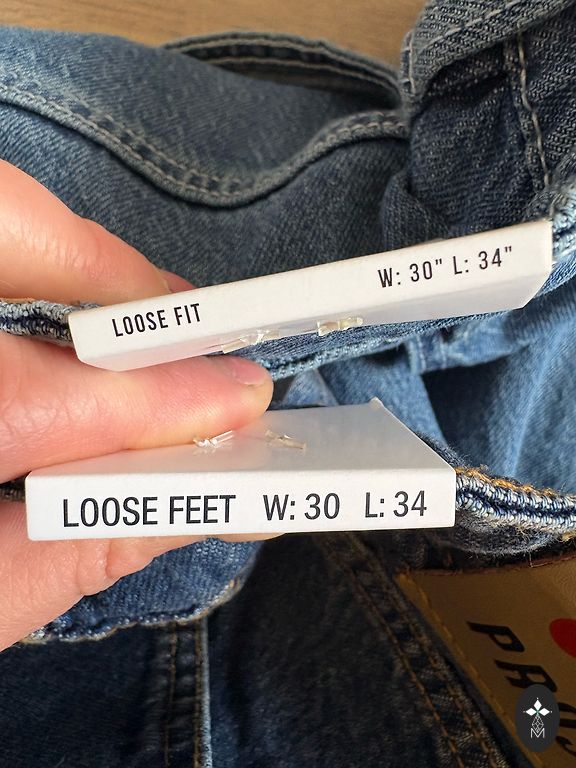 LOOSE FIT W: 30" L: 34"
LOOSE FEET W: 30 L: 34